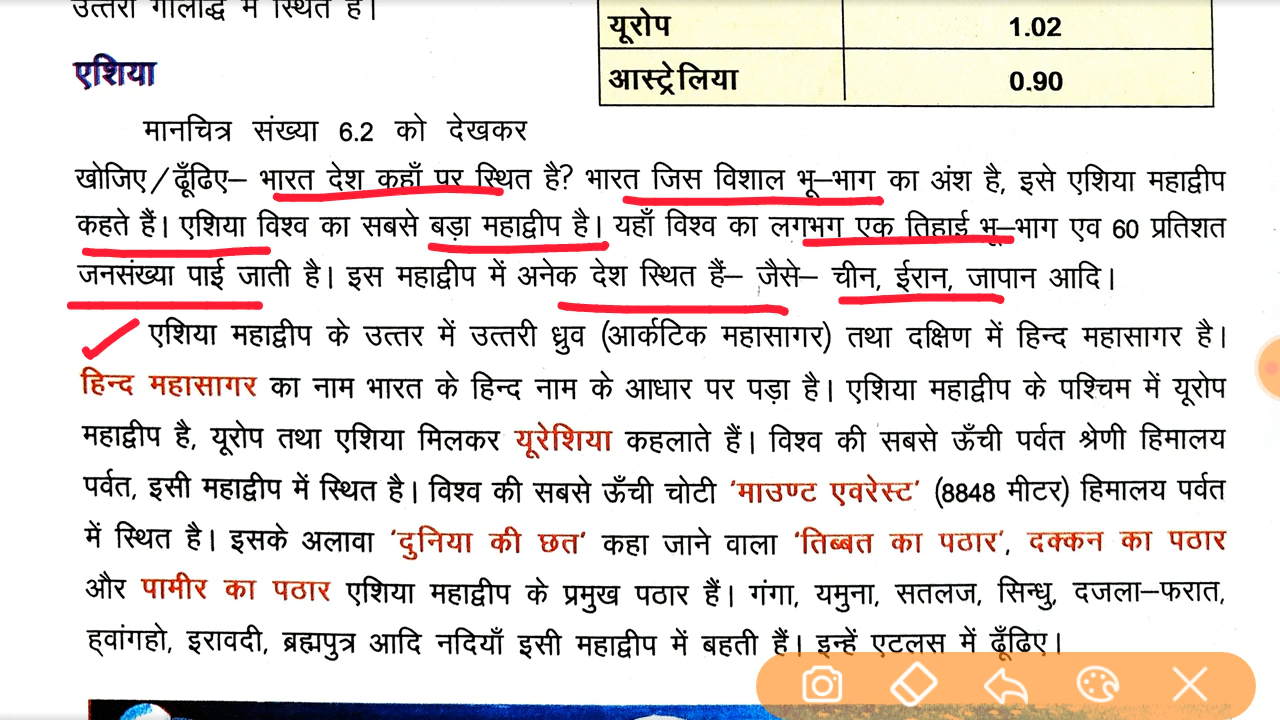 उत्तरी गोलार्द्ध में स्थित है।
यूरोप 1.02
आस्ट्रेलिया 0.90
एशिया
मानचित्र संख्या 6.2 को देखकर
खोजिए/ढूँढिए– भारत देश कहाँ पर स्थित है? भारत जिस विशाल भू–भाग का अंश है, इसे एशिया महाद्वीप
कहते हैं। एशिया विश्व का सबसे बड़ा महाद्वीप है। यहाँ विश्व का लगभग एक तिहाई भू–भाग एव 60 प्रतिशत
जनसंख्या पाई जाती है। इस महाद्वीप में अनेक देश स्थित हैं– जैसे– चीन, ईरान, जापान आदि।
एशिया महाद्वीप के उत्तर में उत्तरी ध्रुव (आर्कटिक महासागर) तथा दक्षिण में हिन्द महासागर है।
हिन्द महासागर का नाम भारत के हिन्द नाम के आधार पर पड़ा है। एशिया महाद्वीप के पश्चिम में यूरोप
महाद्वीप है, यूरोप तथा एशिया मिलकर यूरेशिया कहलाते हैं। विश्व की सबसे ऊँची पर्वत श्रेणी हिमालय
पर्वत, इसी महाद्वीप में स्थित है। विश्व की सबसे ऊँची चोटी 'माउण्ट एवरेस्ट' (8848 मीटर) हिमालय पर्वत
में स्थित है। इसके अलावा 'दुनिया की छत' कहा जाने वाला 'तिब्बत का पठार', दक्कन का पठार
और पामीर का पठार एशिया महाद्वीप के प्रमुख पठार हैं। गंगा, यमुना, सतलज, सिन्धु, दजला–फरात,
ह्वांगहो, इरावदी, ब्रह्मपुत्र आदि नदियाँ इसी महाद्वीप में बहती हैं। इन्हें एटलस में ढूँढिए।